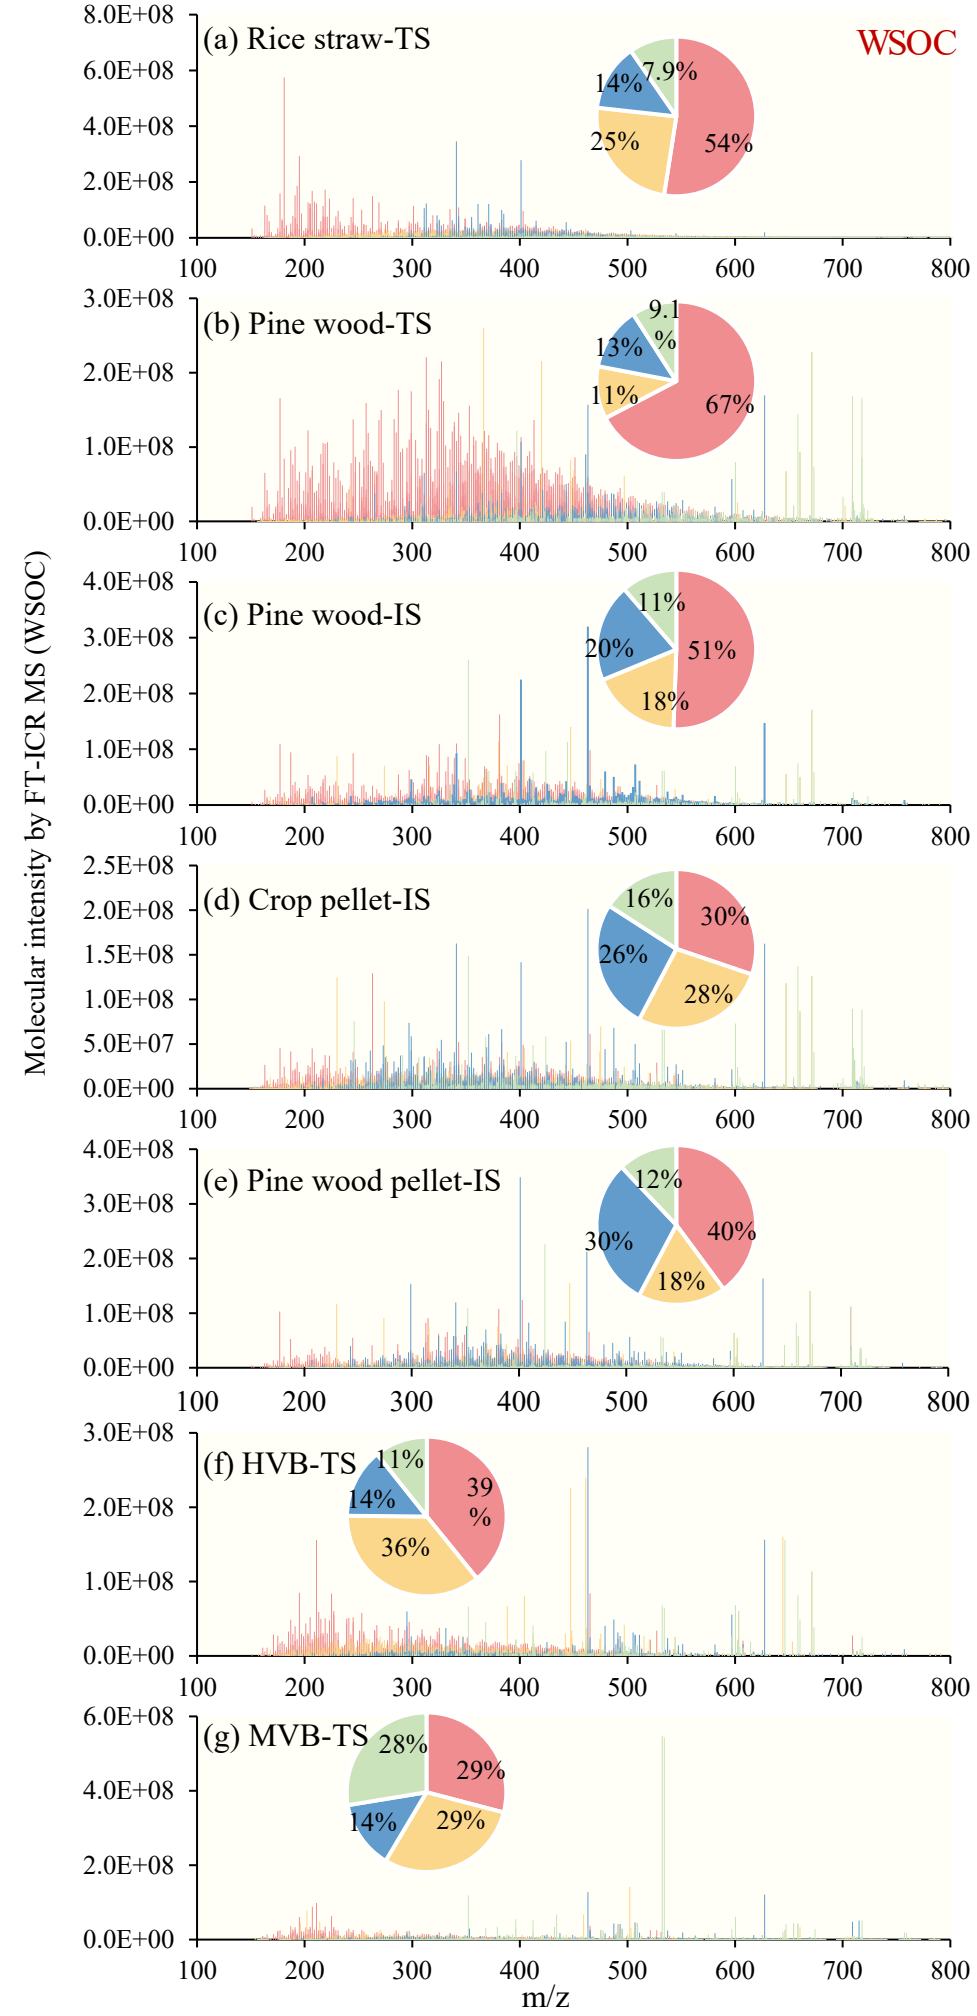 Molecular intensity by FT-ICR MS (WSOC)
8.0E+08
(a) Rice straw-TS
WSOC
6.0E+08
4.0E+08
2.0E+08
0.0E+00
7.9%
14%
25%
54%
100 200 300 400 500 600 700 800
3.0E+08
(b) Pine wood-TS
2.0E+08
1.0E+08
0.0E+00
9.1
%
13%
11%
67%
100 200 300 400 500 600 700 800
4.0E+08
(c) Pine wood-IS
3.0E+08
2.0E+08
1.0E+08
0.0E+00
11%
20%
51%
18%
100 200 300 400 500 600 700 800
2.5E+08
(d) Crop pellet-IS
2.0E+08
1.5E+08
1.0E+08
5.0E+07
0.0E+00
16%
30%
26%
28%
100 200 300 400 500 600 700 800
4.0E+08
(e) Pine wood pellet-IS
3.0E+08
2.0E+08
1.0E+08
0.0E+00
12%
40%
30%
18%
100 200 300 400 500 600 700 800
3.0E+08
(f) HVB-TS
2.0E+08
1.0E+08
0.0E+00
11%
39
%
14%
36%
100 200 300 400 500 600 700 800
6.0E+08
(g) MVB-TS
4.0E+08
2.0E+08
0.0E+00
28%
29%
14%
29%
100 200 300 400 500 600 700 800
m/z